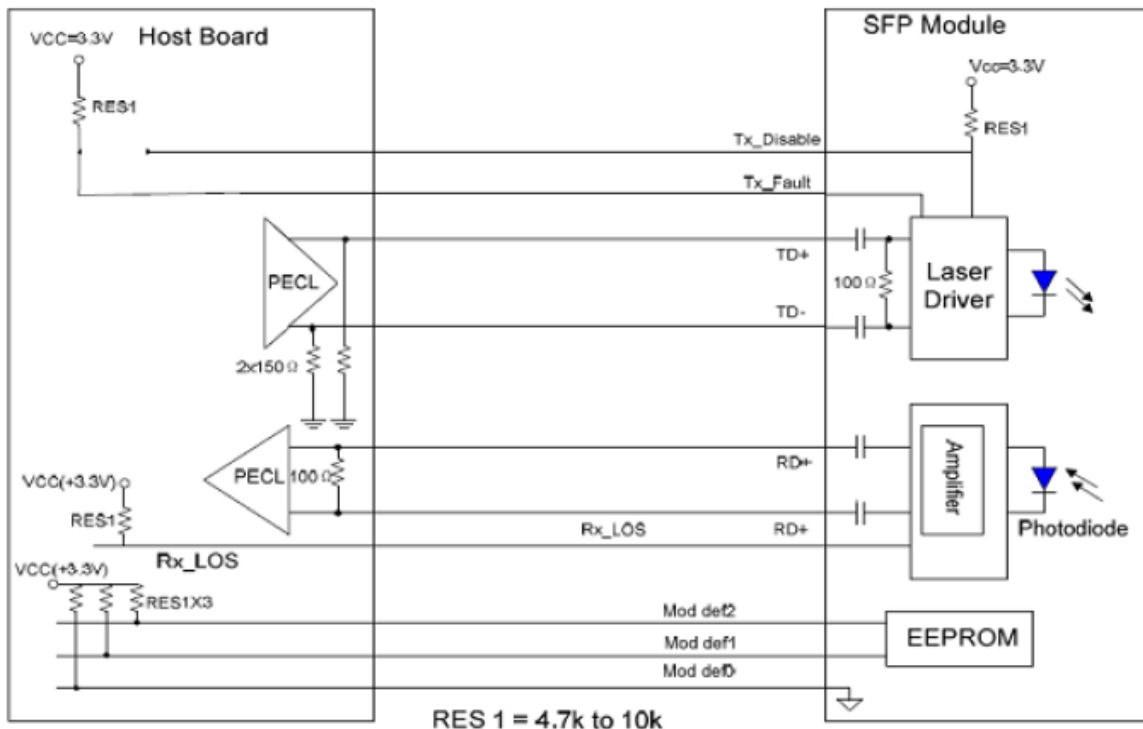 Host Board
SFP Module
VCC=3.3V
Vcc=3.3V
RES1
RES1
Tx_Disable
Tx_Fault
PECL
TD+
100 Ω
Laser
Driver
TD-
2x150 Ω
PECL
100 Ω
RD+
Amplifier
VCC(+3.3V)
RES1
Rx_LOS
Rx_LOS
RD+
Photodiode
VCC(+3.3V)
RES1X3
Mod def2
EEPROM
Mod def1
Mod def0
RES 1 = 4.7k to 10k